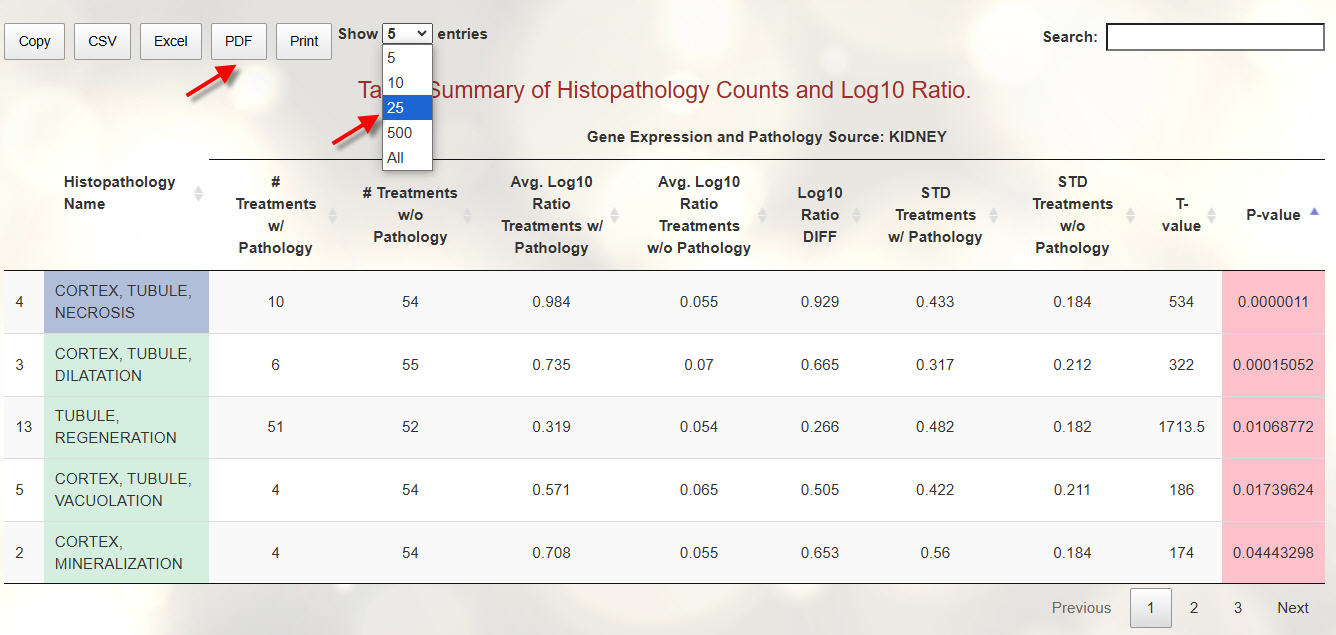 Copy CSV Excel PDF Print Show 5 entries Search:
5
10
25
500
All
Summary of Histopathology Counts and Log10 Ratio.
Gene Expression and Pathology Source: KIDNEY
Histopathology
Name
#
Treatments
w/
Pathology
# Treatments
w/o
Pathology
Avg. Log10
Ratio
Treatments w/
Pathology
Avg. Log10
Ratio
Treatments
w/o Pathology
Log10
Ratio
DIFF
STD
Treatments
w/ Pathology
STD
Treatments
w/o
Pathology
T-
value
P-value
4 CORTEX, TUBULE, 10 54 0.984 0.055 0.929 0.433 0.184 534 0.0000011
NECROSIS
3 CORTEX, TUBULE, 6 55 0.735 0.07 0.665 0.317 0.212 322 0.00015052
DILATATION
13 TUBULE, 51 52 0.319 0.054 0.266 0.482 0.182 1713.5 0.01068772
REGENERATION
5 CORTEX, TUBULE, 4 54 0.571 0.065 0.505 0.422 0.211 186 0.01739624
VACUOLATION
2 CORTEX, 4 54 0.708 0.055 0.653 0.56 0.184 174 0.04443298
MINERALIZATION
Previous 1 2 3 Next